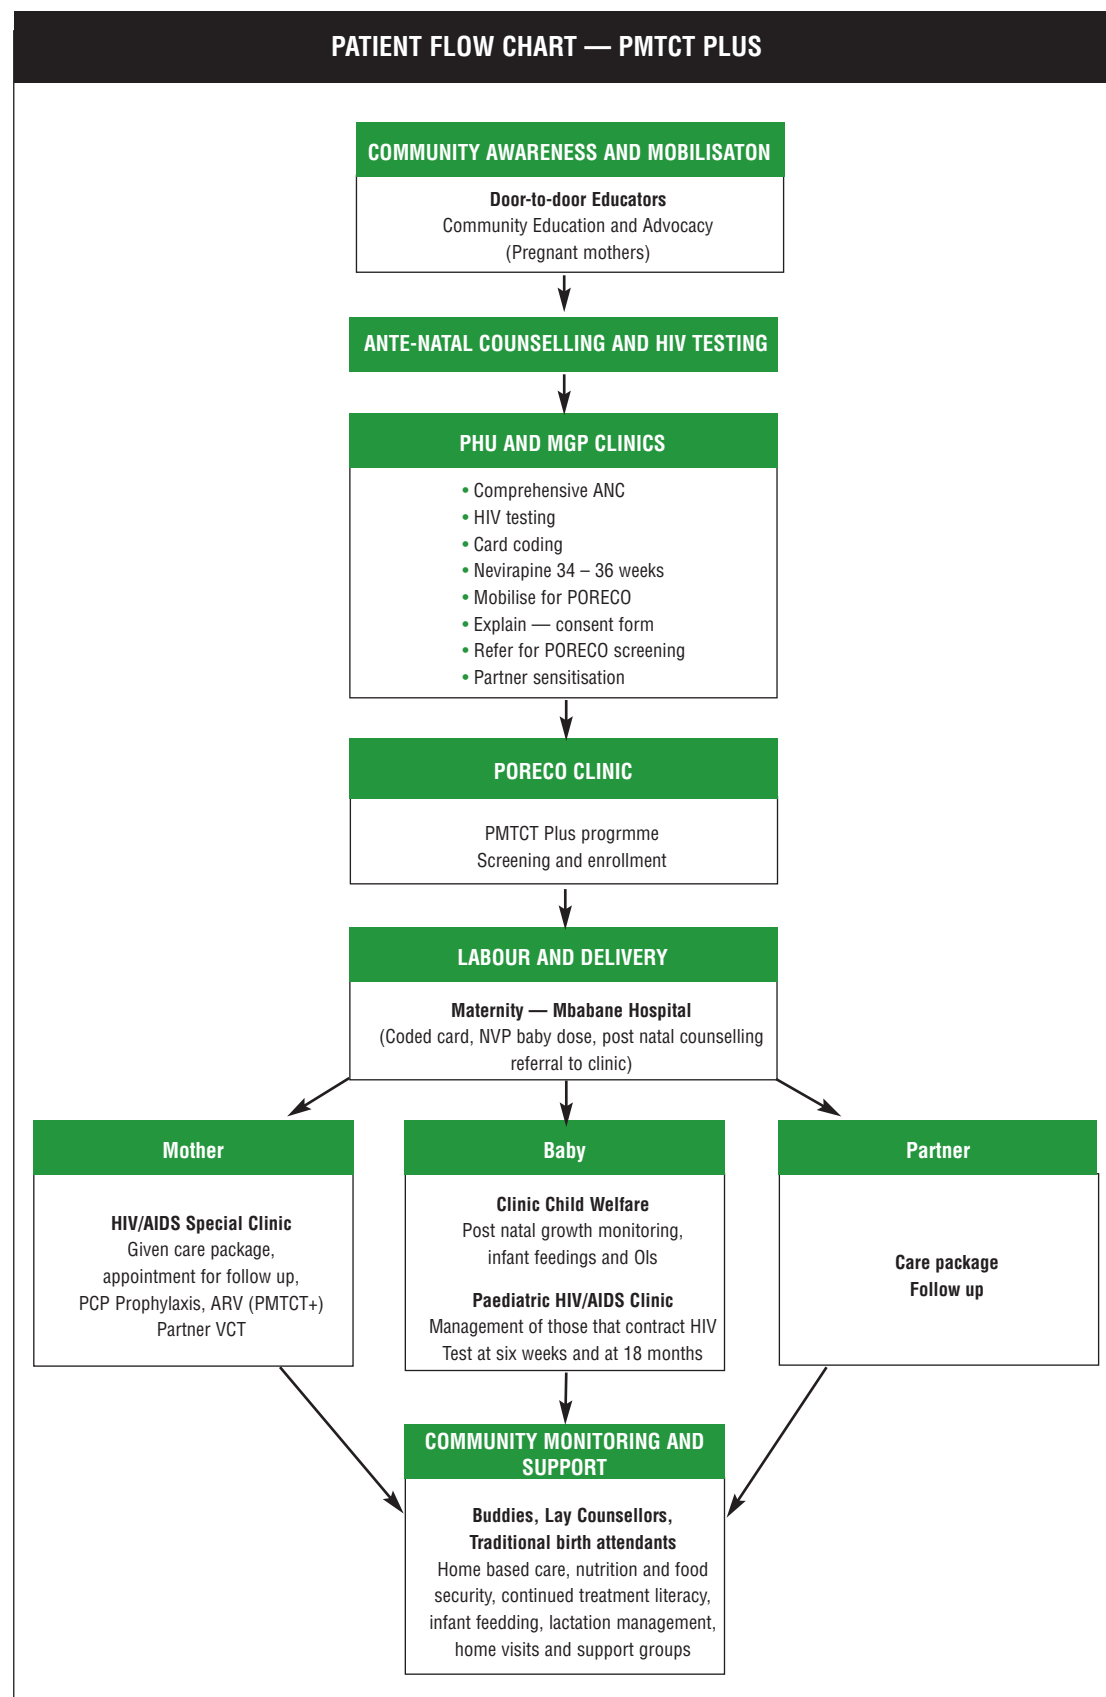 PATIENT FLOW CHART — PMTCT PLUS
COMMUNITY AWARENESS AND MOBILISATON
Door-to-door Educators
Community Education and Advocacy
(Pregnant mothers)
ANTE-NATAL COUNSELLING AND HIV TESTING
PHU AND MGP CLINICS
• Comprehensive ANC
• HIV testing
• Card coding
• Nevirapine 34 – 36 weeks
• Mobilise for PORECO
• Explain — consent form
• Refer for PORECO screening
• Partner sensitisation
PORECO CLINIC
PMTCT Plus progrmme
Screening and enrollment
LABOUR AND DELIVERY
Maternity — Mbabane Hospital
(Coded card, NVP baby dose, post natal counselling
referral to clinic)
Mother
HIV/AIDS Special Clinic
Given care package,
appointment for follow up,
PCP Prophylaxis, ARV (PMTCT+)
Partner VCT
Baby
Clinic Child Welfare
Post natal growth monitoring,
infant feedings and OIs
Paediatric HIV/AIDS Clinic
Management of those that contract HIV
Test at six weeks and at 18 months
Partner
Care package
Follow up
COMMUNITY MONITORING AND
SUPPORT
Buddies, Lay Counsellors,
Traditional birth attendants
Home based care, nutrition and food
security, continued treatment literacy,
infant feedding, lactation management,
home visits and support groups